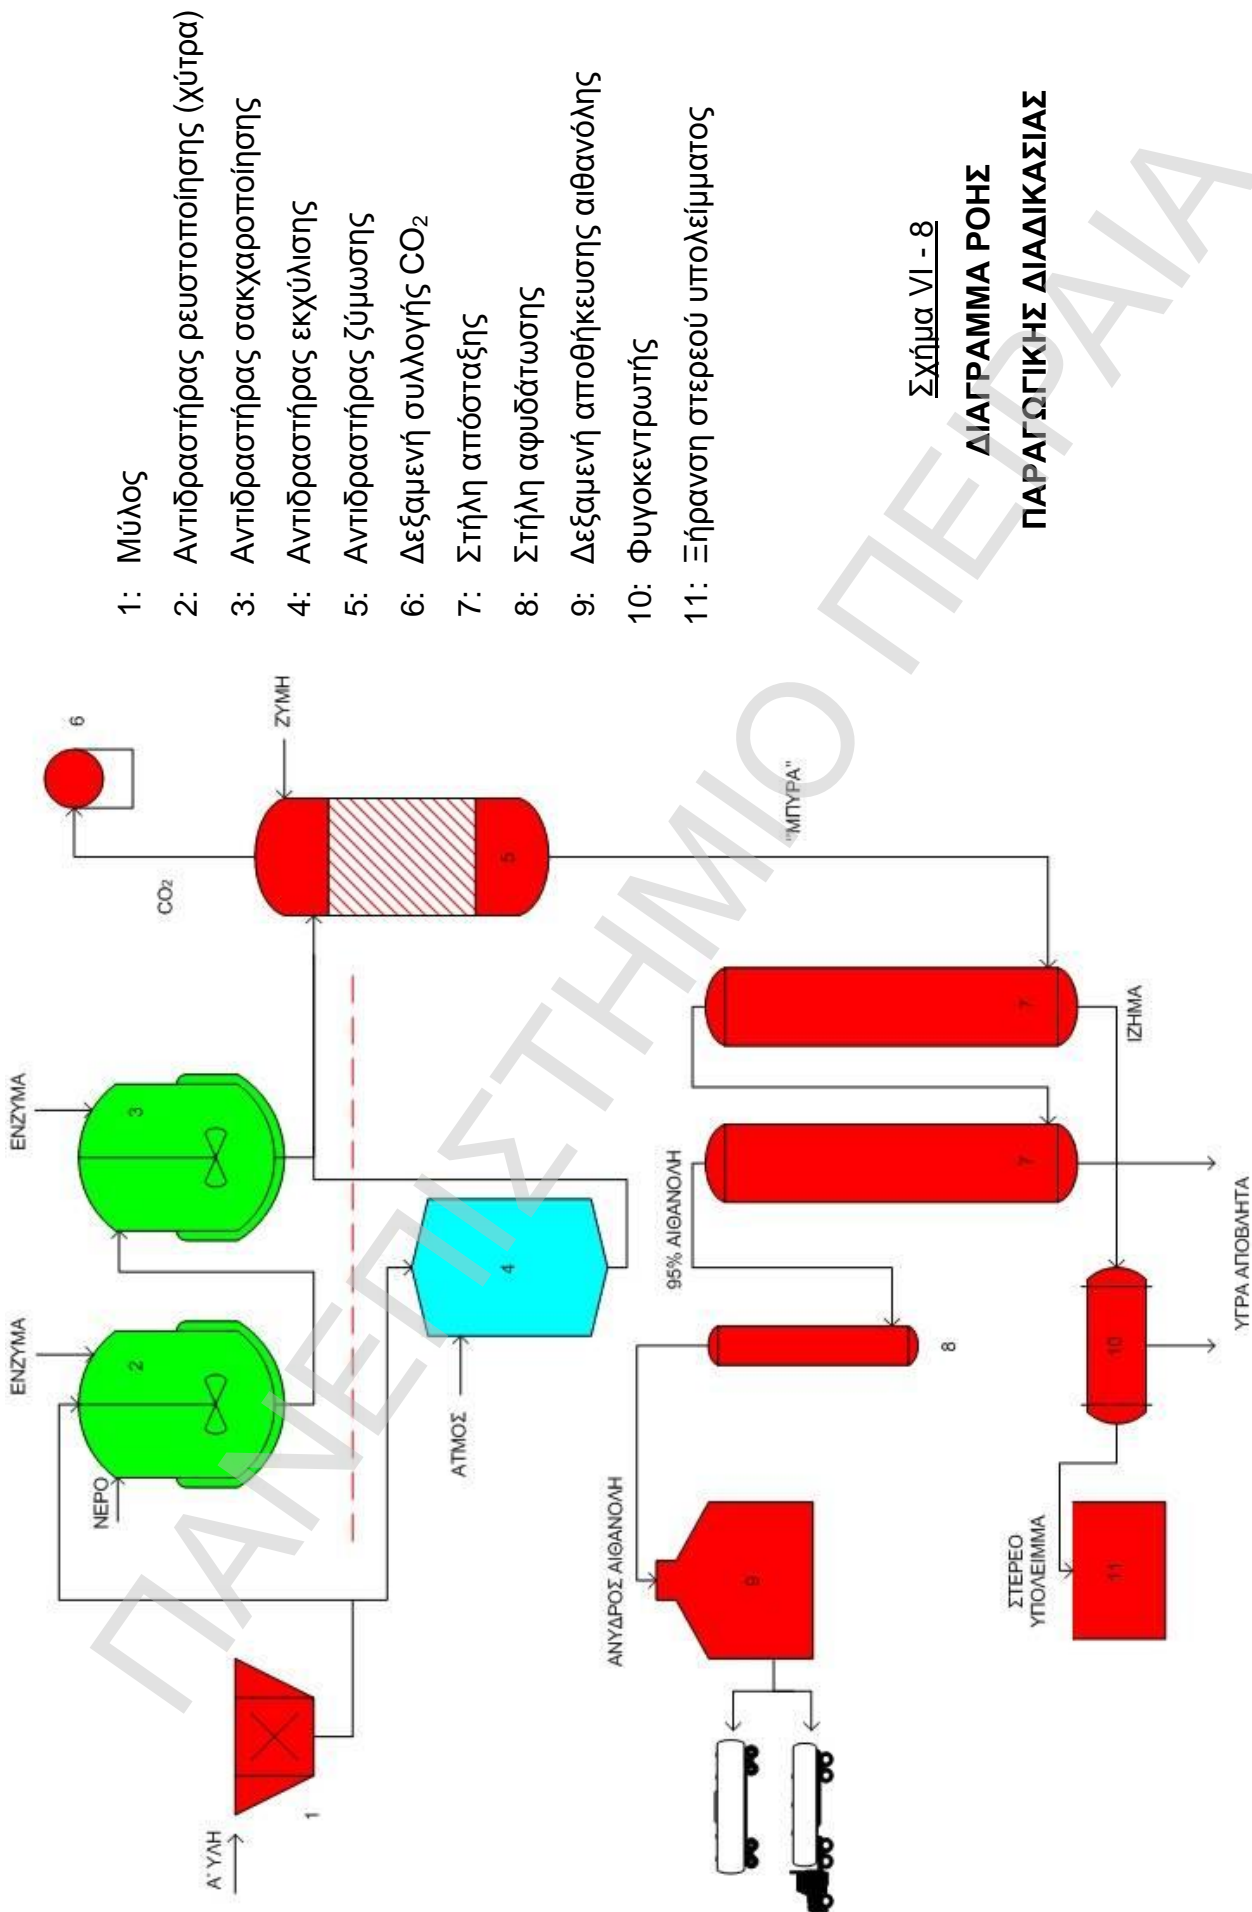 Α' ΥΛΗ
1
ΝΕΡΟ
ΕΝΖΥΜΑ
2
ΕΝΖΥΜΑ
3
CO2
6
ΖΥΜΗ
5
ΑΤΜΟΣ
4
"ΜΠΥΡΑ"
ΑΝΥΔΡΟΣ ΑΙΘΑΝΟΛΗ
9
8
95% ΑΙΘΑΝΟΛΗ
7
7
ΙΖΗΜΑ
ΣΤΕΡΕΟ
ΥΠΟΛΕΙΜΜΑ
11
10
ΥΓΡΑ ΑΠΟΒΛΗΤΑ
1: Μύλος
2: Αντιδραστήρας ρευστοποίησης (χύτρα)
3: Αντιδραστήρας σακχαροποίησης
4: Αντιδραστήρας εκχύλισης
5: Αντιδραστήρας ζύμωσης
6: Δεξαμενή συλλογής CO2
7: Στήλη απόσταξης
8: Στήλη αφυδάτωσης
9: Δεξαμενή αποθήκευσης αιθανόλης
10: Φυγοκεντρωτής
11: Ξήρανση στερεού υπολείμματος
Σχήμα VI - 8
ΔΙΑΓΡΑΜΜΑ ΡΟΗΣ
ΠΑΡΑΓΩΓΙΚΗΣ ΔΙΑΔΙΚΑΣΙΑΣ
ΠΑΝΕΠΙΣΤΗΜΙΟ ΠΕΙΡΑΙΑ